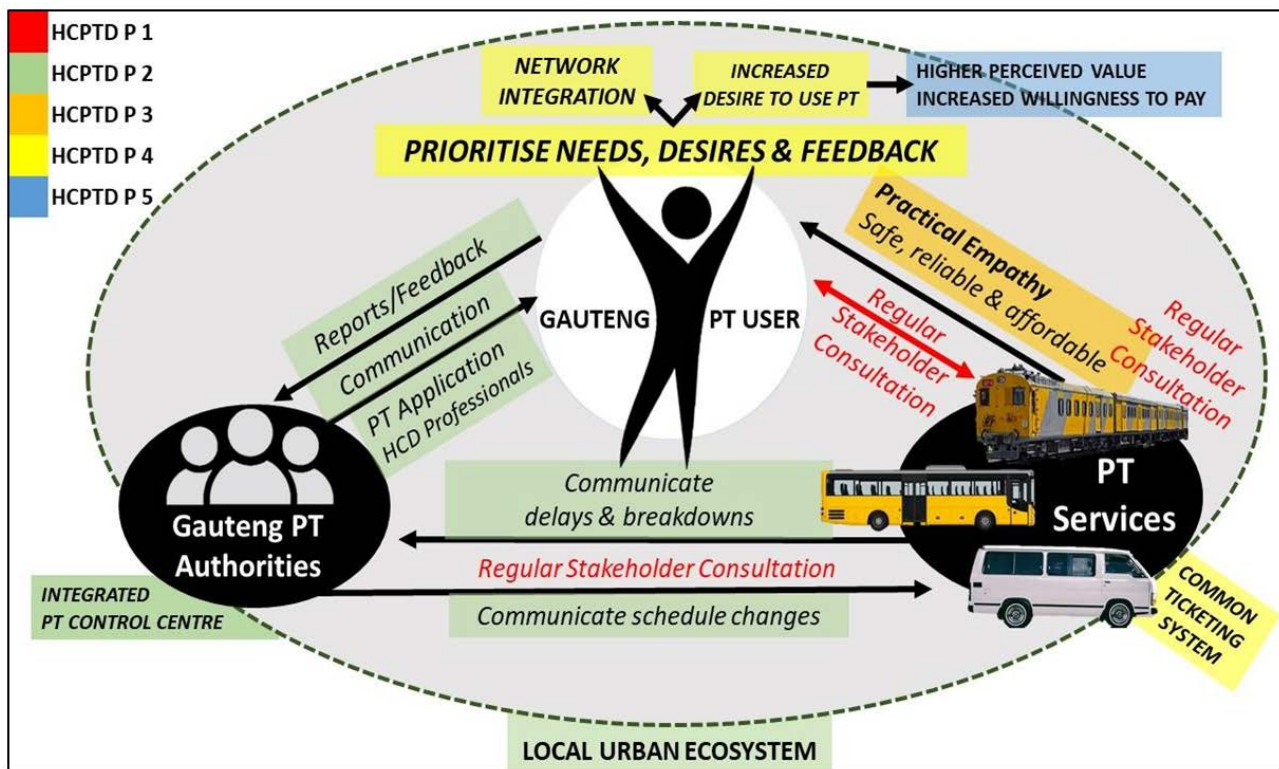 HCPTD P 1
HCPTD P 2
HCPTD P 3
HCPTD P 4
HCPTD P 5
NETWORK
INTEGRATION
INCREASED
DESIRE TO USE PT
HIGHER PERCEIVED VALUE
INCREASED WILLINGNESS TO PAY
PRIORITISE NEEDS, DESIRES & FEEDBACK
Reports/Feedback
Communication
PT Application
HCD Professionals
GAUTENG
PT USER
Practical Empathy
Safe, reliable & affordable
Regular
Stakeholder
Consultation
Regular
Stakeholder
Consultation
Gauteng PT
Authorities
INTEGRATED
PT CONTROL CENTRE
Communicate
delays & breakdowns
Regular Stakeholder Consultation
Communicate schedule changes
PT
Services
COMMON
TICKETING
SYSTEM
LOCAL URBAN ECOSYSTEM